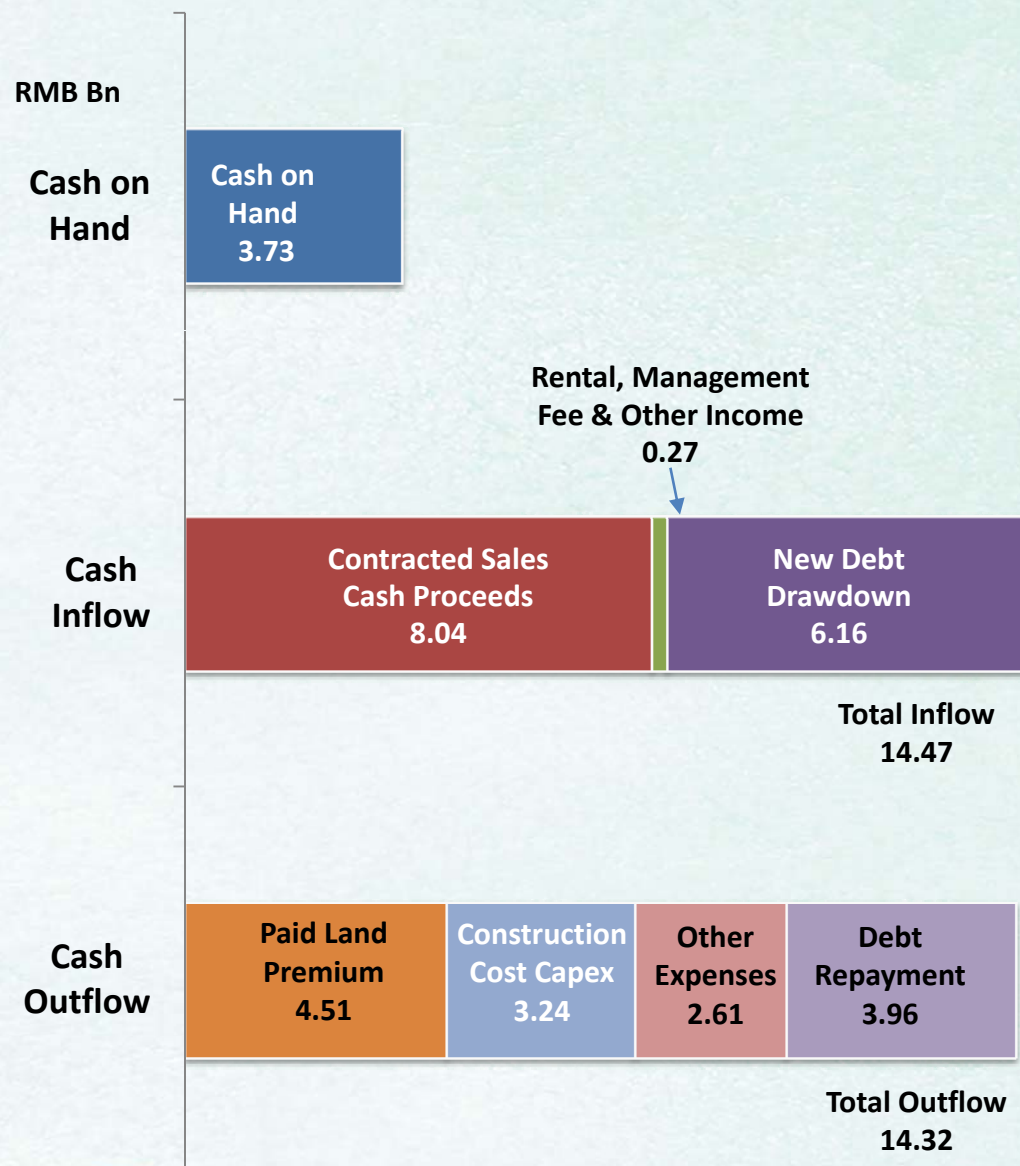 RMB Bn
Cash on
Hand
Cash on
Hand
3.73
Rental, Management
Fee & Other Income
0.27
Cash
Inflow
Contracted Sales
Cash Proceeds
8.04
New Debt
Drawdown
6.16
Total Inflow
14.47
Cash
Outflow
Paid Land
Premium
4.51
Construction
Cost Capex
3.24
Other
Expenses
2.61
Debt
Repayment
3.96
Total Outflow
14.32